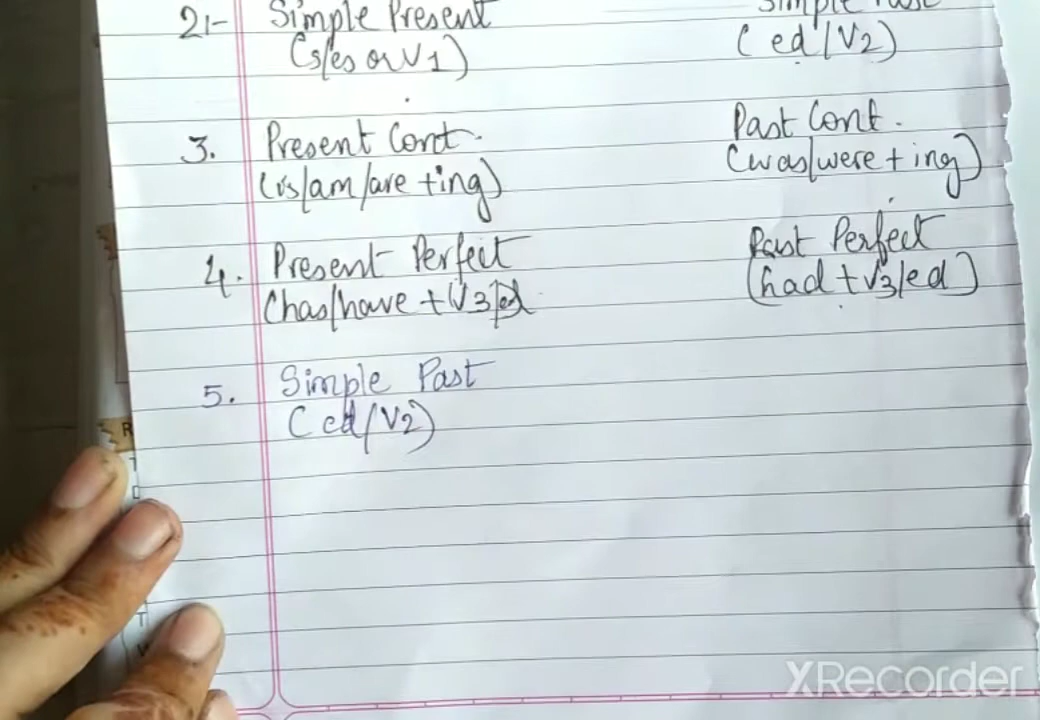 2:- Simple Present Simple Past
(s/es or V1) (ed/V2)
3. Present Cont. Past Cont.
(is/am/are +ing) (was/were + ing)
4. Present Perfect Past Perfect
(has/have + V3/ed (had + V3/ed)
5. Simple Past
(ed/V2)
R
XRecorder